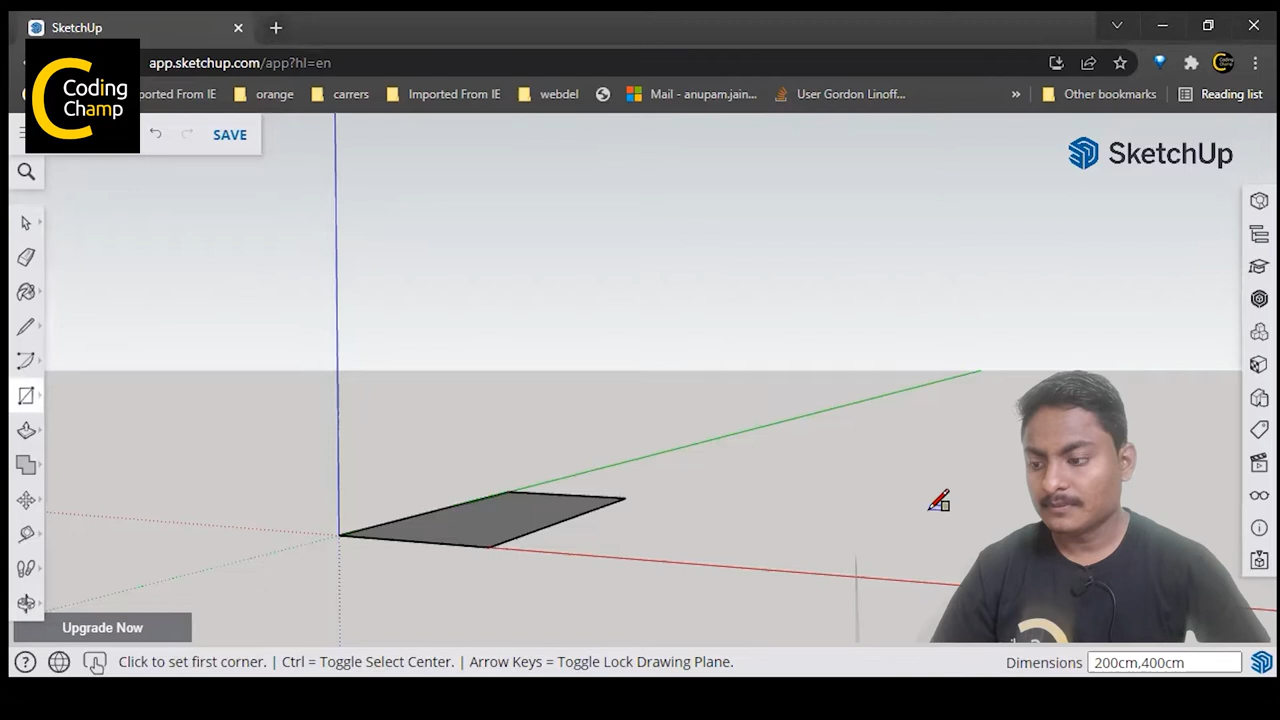 SketchUp
app.sketchup.com/app?hl=en
Coding
Champ
ported From IE
orange
carrers
Imported From IE
webdel
Mail - anupam.jain...
User Gordon Linoff...
»
Other bookmarks
Reading list
SAVE
SketchUp
Upgrade Now
Click to set first corner. | Ctrl = Toggle Select Center. | Arrow Keys = Toggle Lock Drawing Plane.
Dimensions
200cm,400cm